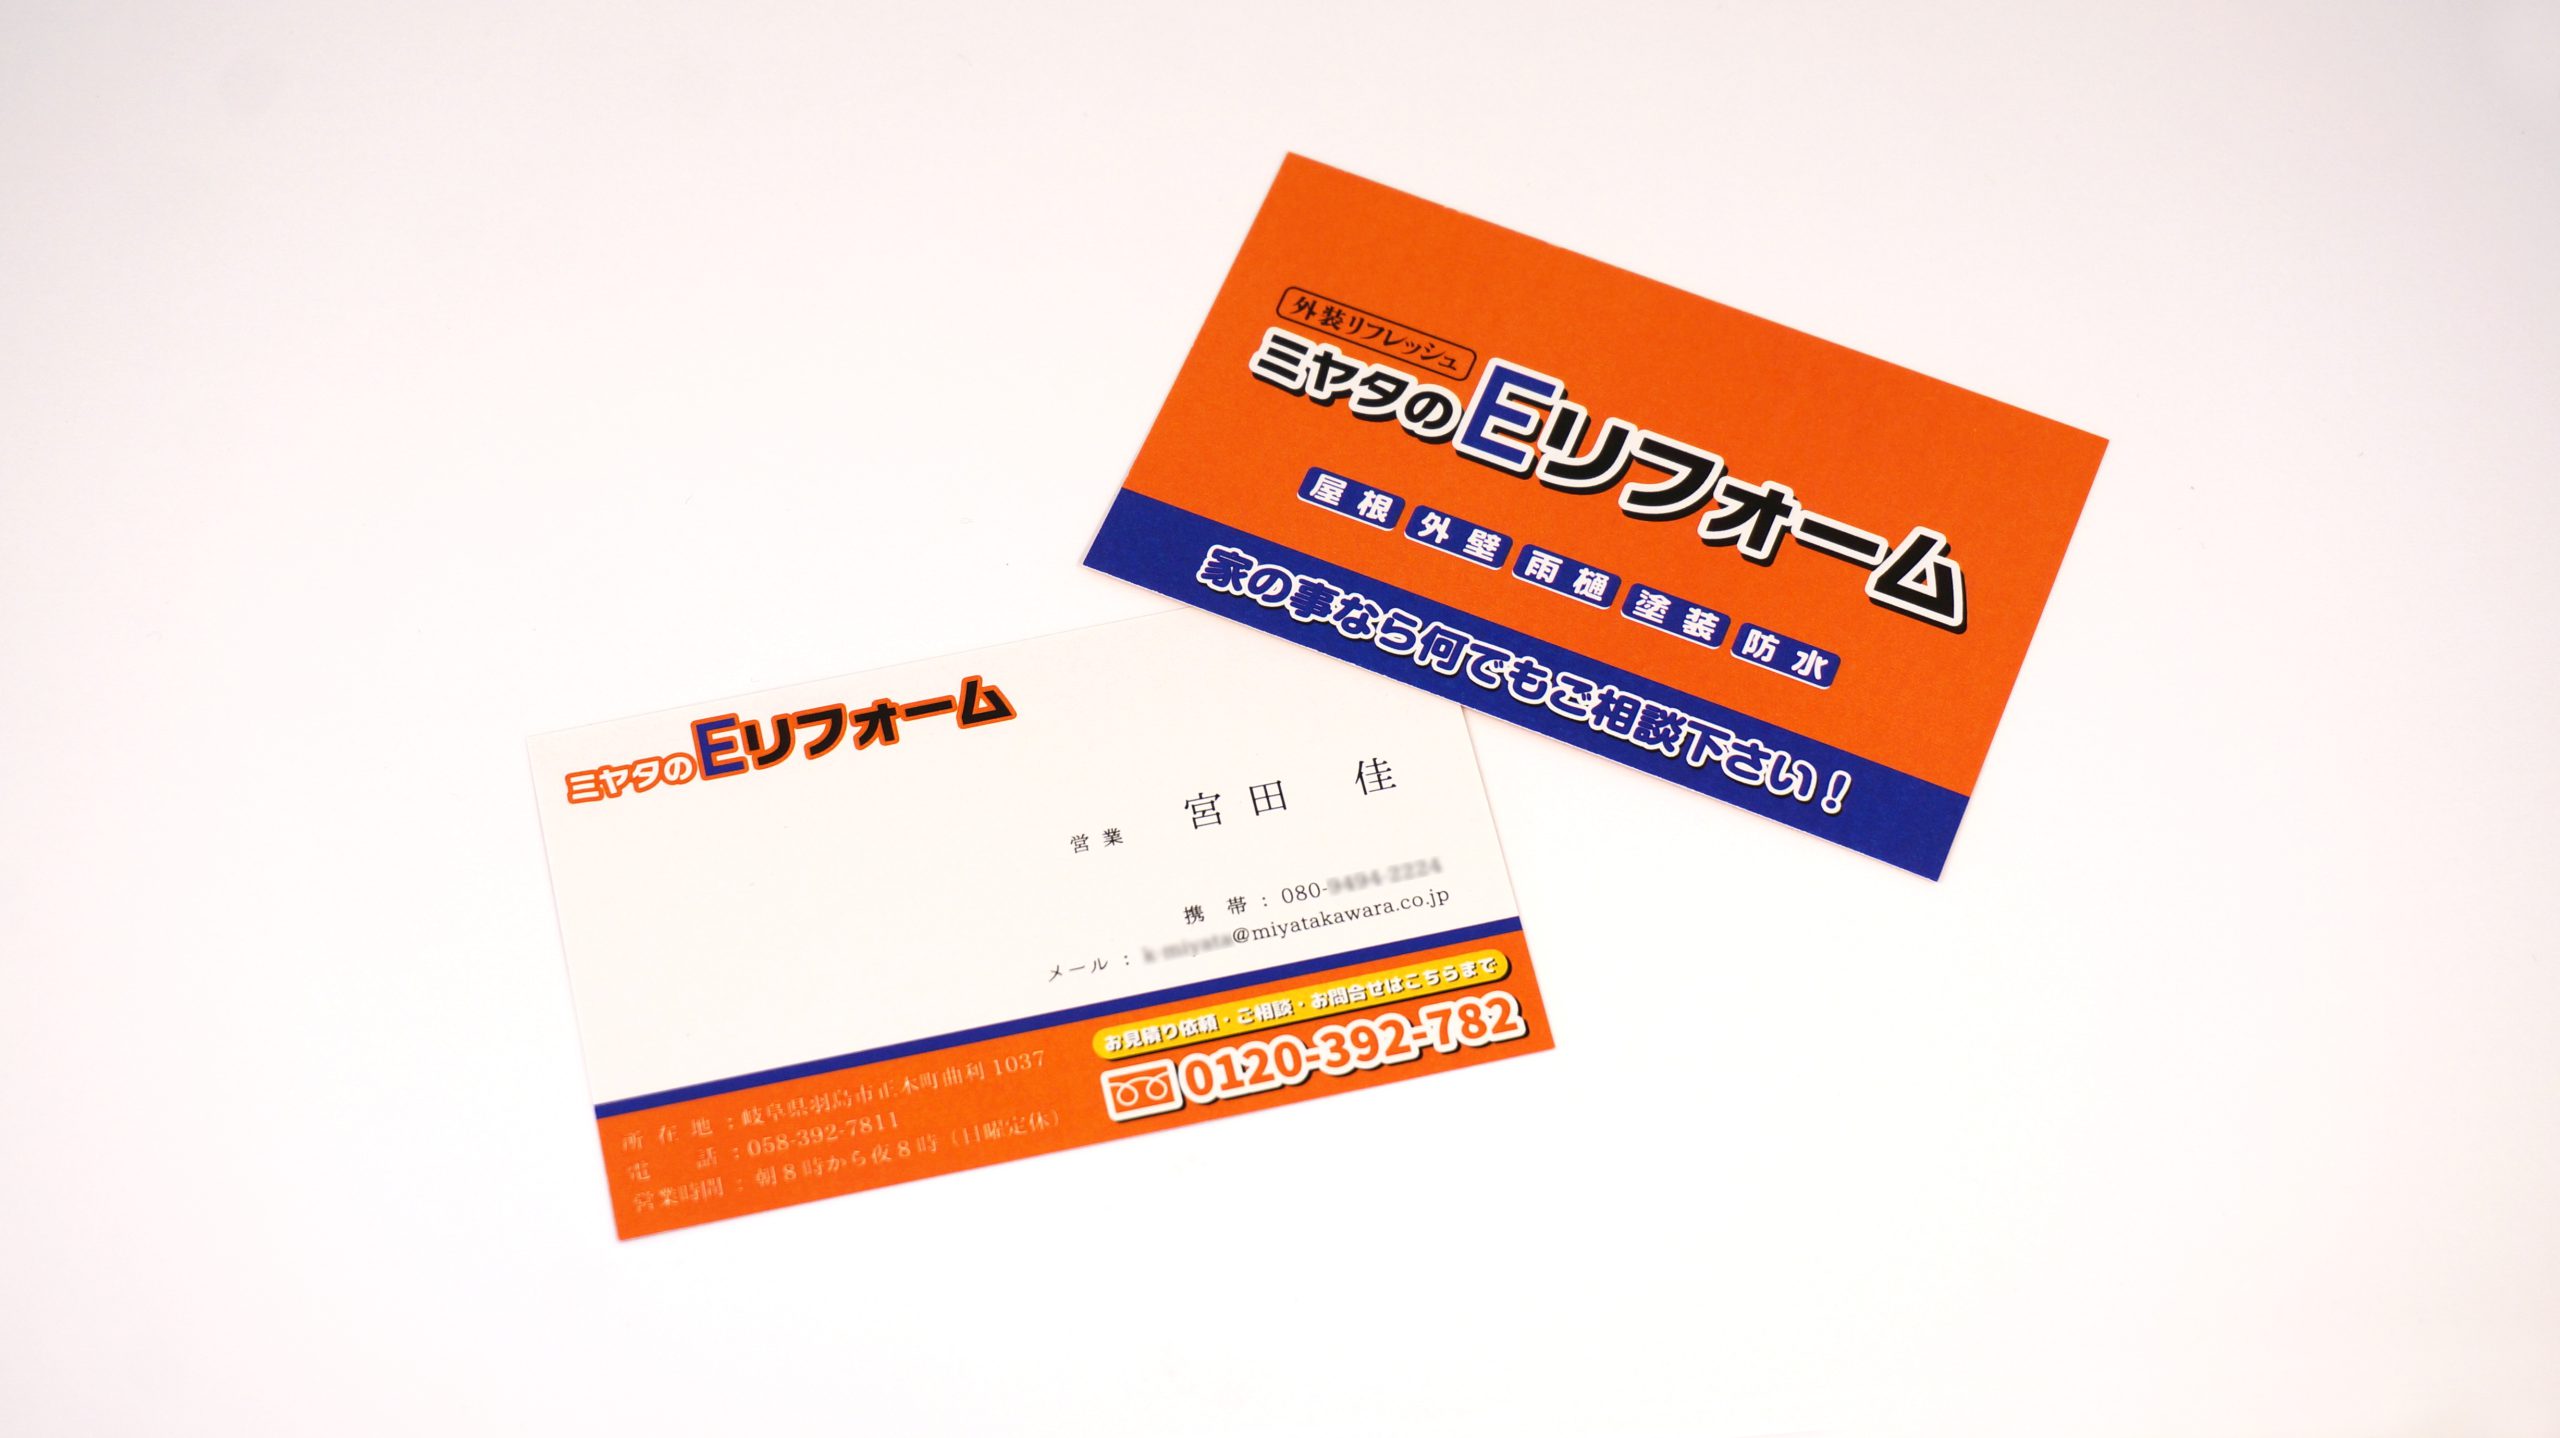 外装リフレッシュ
ミヤタのEリフォーム
屋根 外壁 雨樋 塗装 防水
家の事なら何でもご相談下さい！
ミヤタのEリフォーム
営業 宮田 佳
携 帯 : 080-
メール : @miyatakawara.co.jp
お見積り依頼・ご相談・お問合せはこちらまで
0120-392-782
所 在 地 : 岐阜県羽島市正木町曲利 1037
電 話 : 058-392-7811
営業時間 : 朝8時から夜8時（日曜定休）